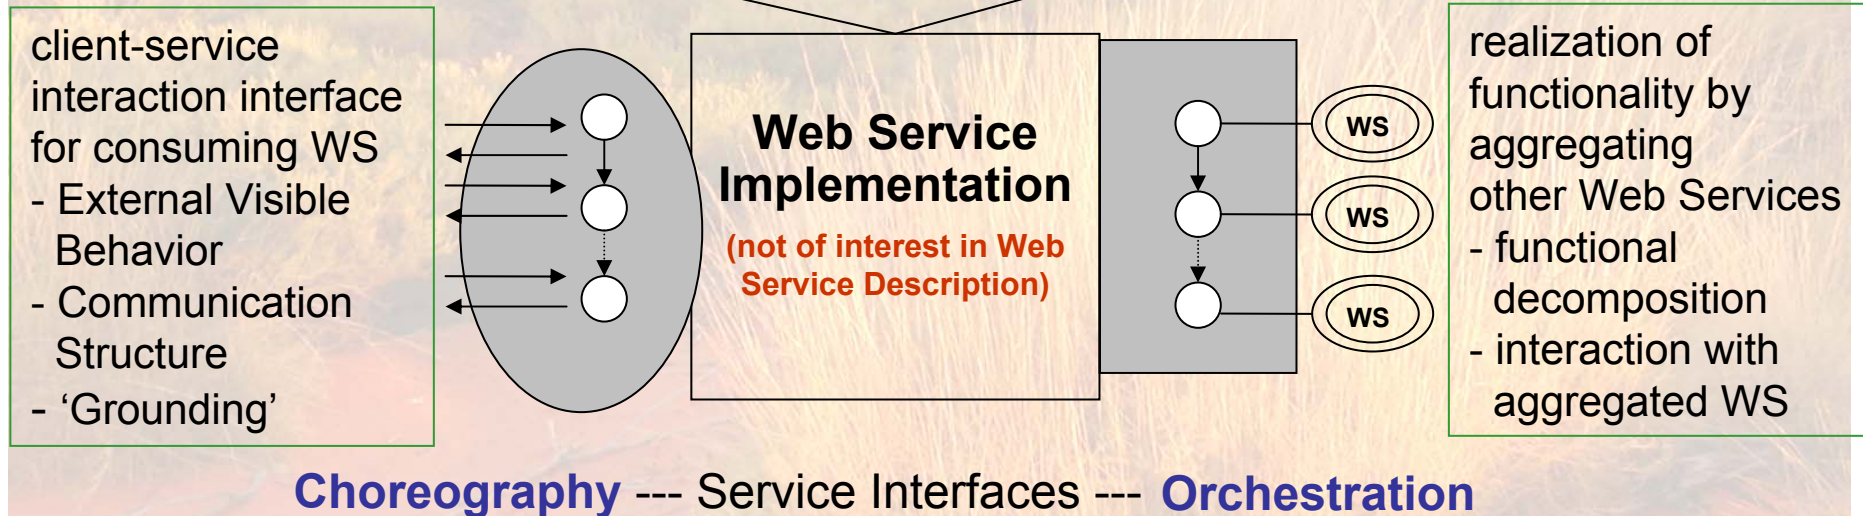 client-service
interaction interface
for consuming WS
- External Visible
Behavior
- Communication
Structure
- ‘Grounding’
Web Service
Implementation
(not of interest in Web
Service Description)
WS
WS
WS
realization of
functionality by
aggregating
other Web Services
- functional
decomposition
- interaction with
aggregated WS
Choreography --- Service Interfaces --- Orchestration